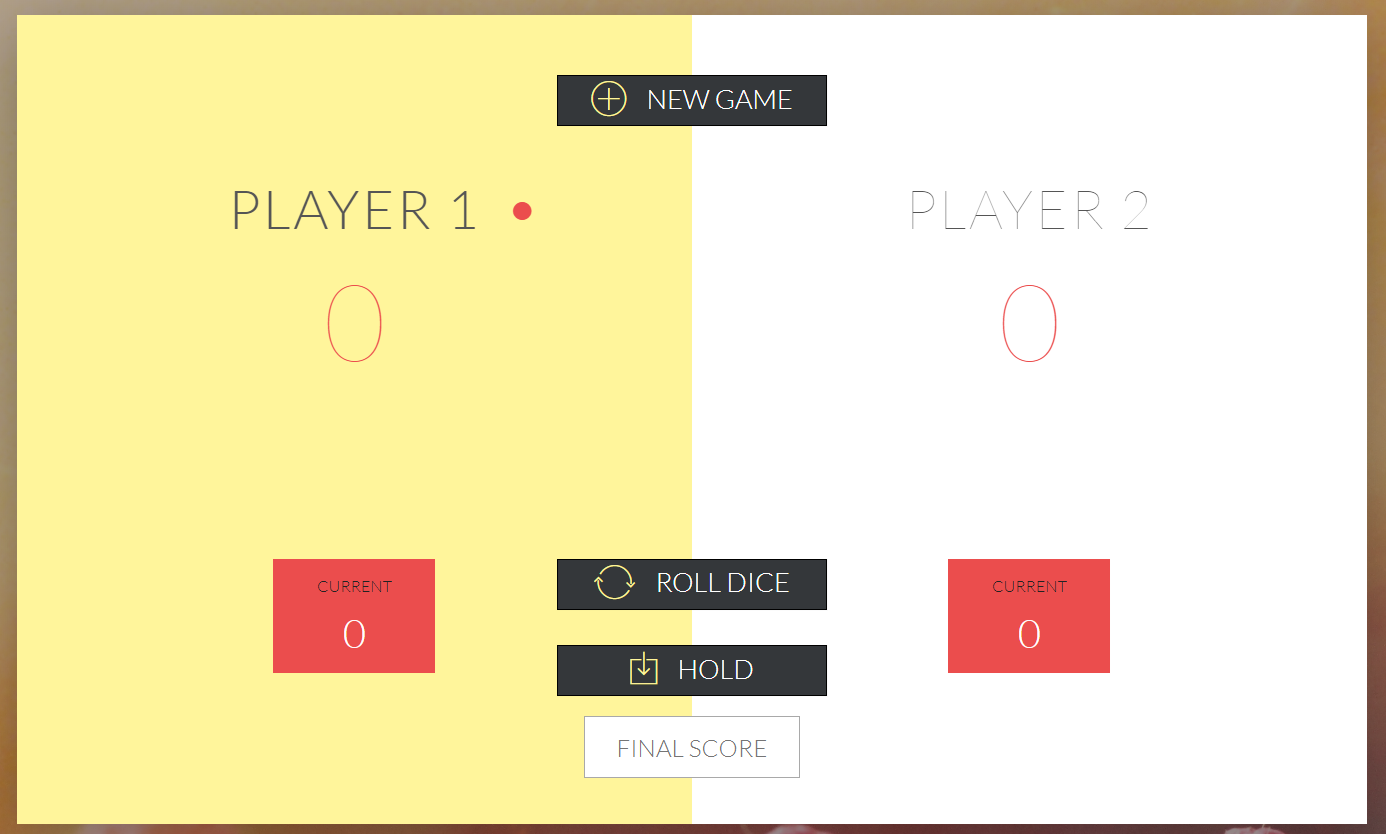 NEW GAME
PLAYER 1
0
PLAYER 2
0
CURRENT
0
ROLL DICE
HOLD
FINAL SCORE
CURRENT
0